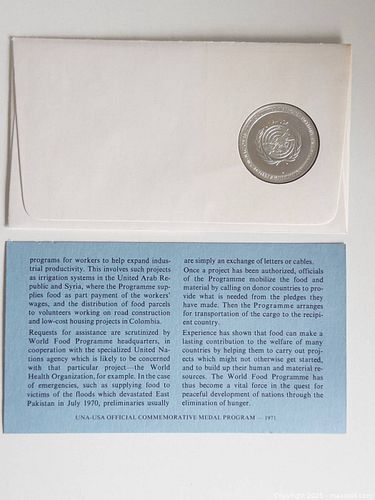 programs for workers to help expand indus-
trial productivity. This involves such projects
as irrigation systems in the United Arab Re-
public and Syria, where the Programme sup-
plies food as part payment of the workers'
wages, and the distribution of food parcels
to volunteers working on road construction
and low-cost housing projects in Colombia.
Requests for assistance are scrutinized by
World Food Programme headquarters, in
cooperation with the specialized United Na-
tions agency which is likely to be concerned
with that particular project—the World
Health Organization, for example. In the case
of emergencies, such as supplying food to
victims of the floods which devastated East
Pakistan in July 1970, preliminaries usually
are simply an exchange of letters or cables.
Once a project has been authorized, officials
of the Programme mobilize the food and
material by calling on donor countries to pro-
vide what is needed from the pledges they
have made. Then the Programme arranges
for transportation of the cargo to the recipi-
ent country.
Experience has shown that food can make a
lasting contribution to the welfare of many
countries by helping them to carry out proj-
ects which might not otherwise get started,
and to build up their human and material re-
sources. The World Food Programme has
thus become a vital force in the quest for
peaceful development of nations through the
elimination of hunger.
UNA-USA OFFICIAL COMMEMORATIVE MEDAL PROGRAM — 1971